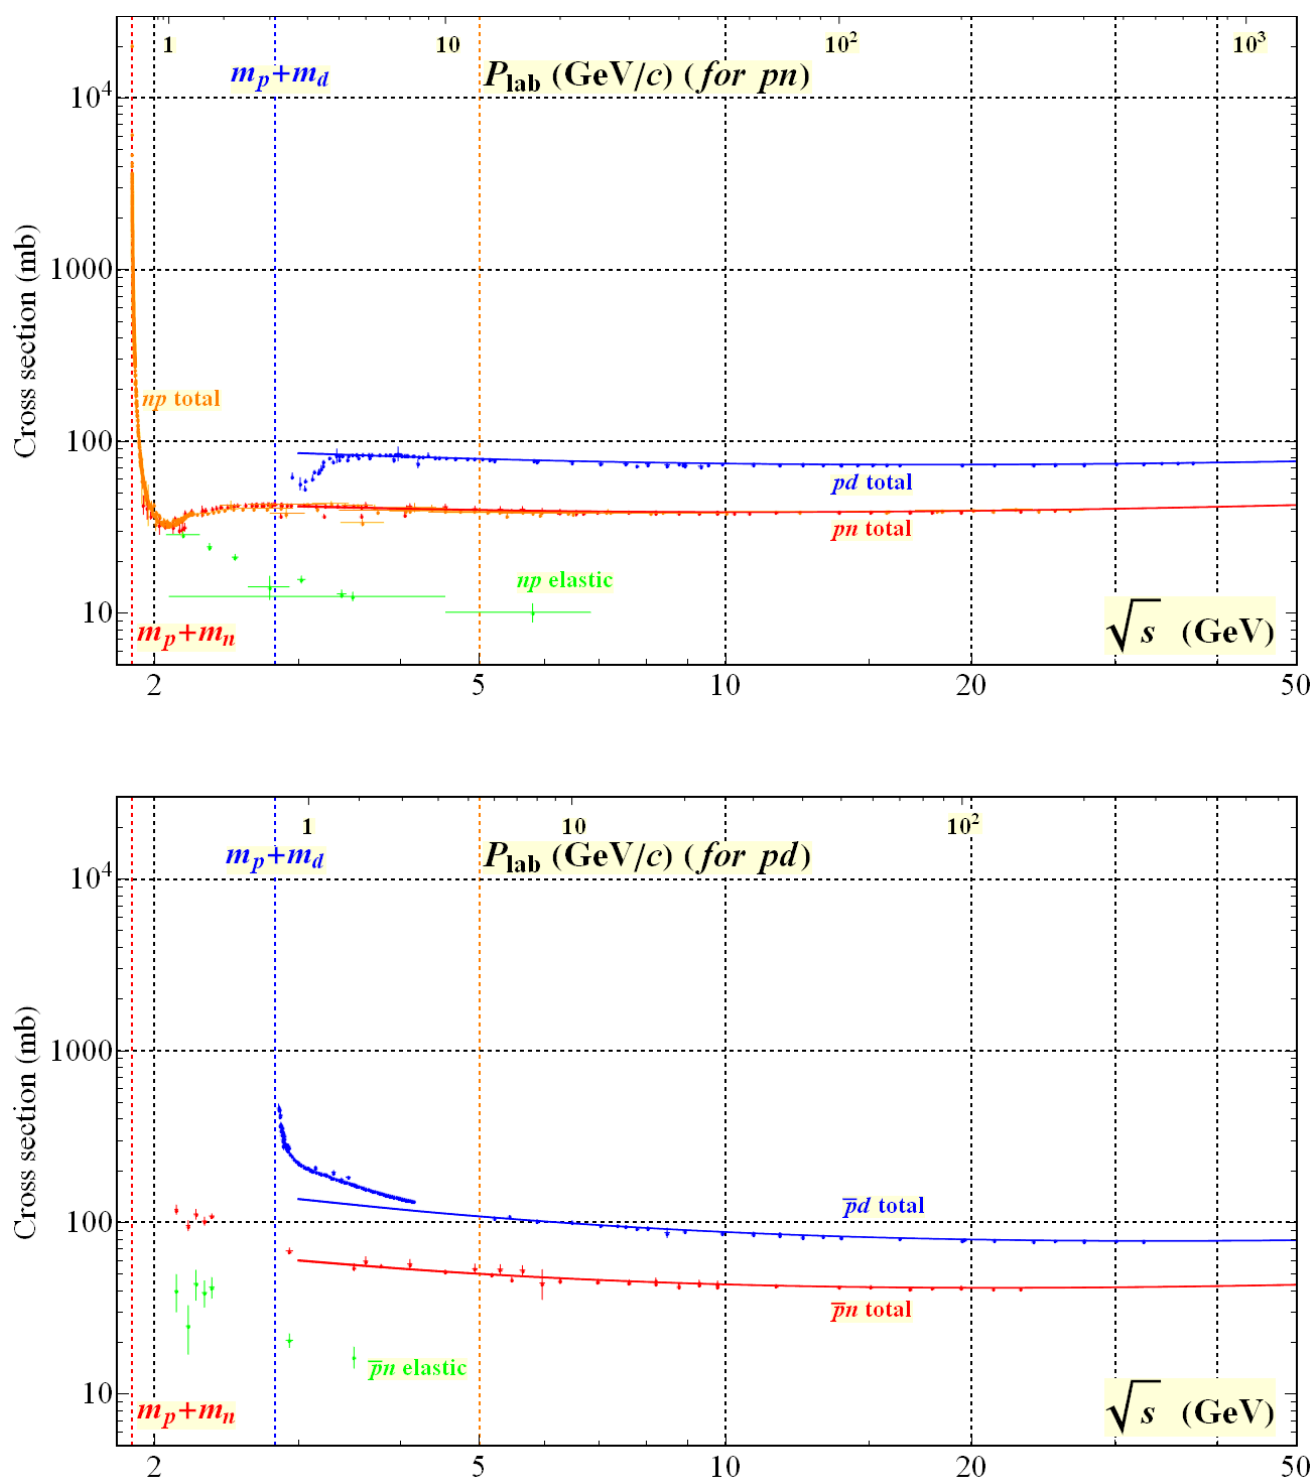 1 10 10² 10³
m_p+m_d P_lab (GeV/c) (for pn)
10⁴
1000
Cross section (mb)
np total
100
pd total
pn total
np elastic
10
m_p+m_n √s (GeV)
2 5 10 20 50
1 10 10²
m_p+m_d P_lab (GeV/c) (for pd)
10⁴
1000
Cross section (mb)
100
p̅d total
p̅n total
p̅n elastic
10
m_p+m_n √s (GeV)
2 5 10 20 50